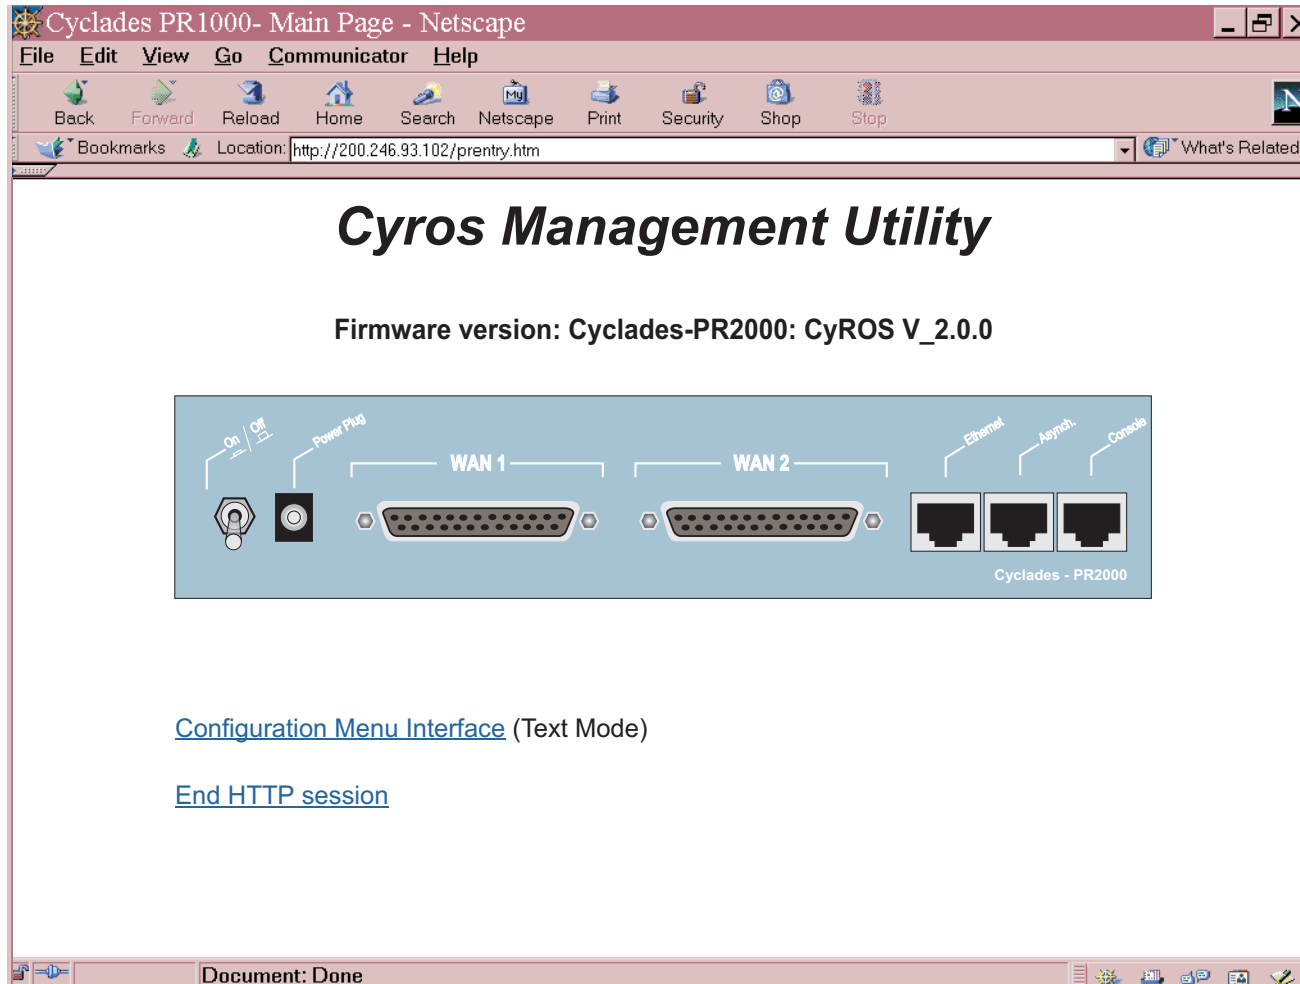 Cyclades PR1000- Main Page - Netscape
File Edit View Go Communicator Help
Back Forward Reload Home Search Netscape Print Security Shop Stop
My
N
Bookmarks Location: http://200.246.93.102/prentry.htm What's Related
Cyros Management Utility
Firmware version: Cyclades-PR2000: CyROS V_2.0.0
On / Off
Power Plug
WAN 1
WAN 2
Ethernet
Asynch.
Console
Cyclades - PR2000
Configuration Menu Interface (Text Mode)
End HTTP session
Document: Done